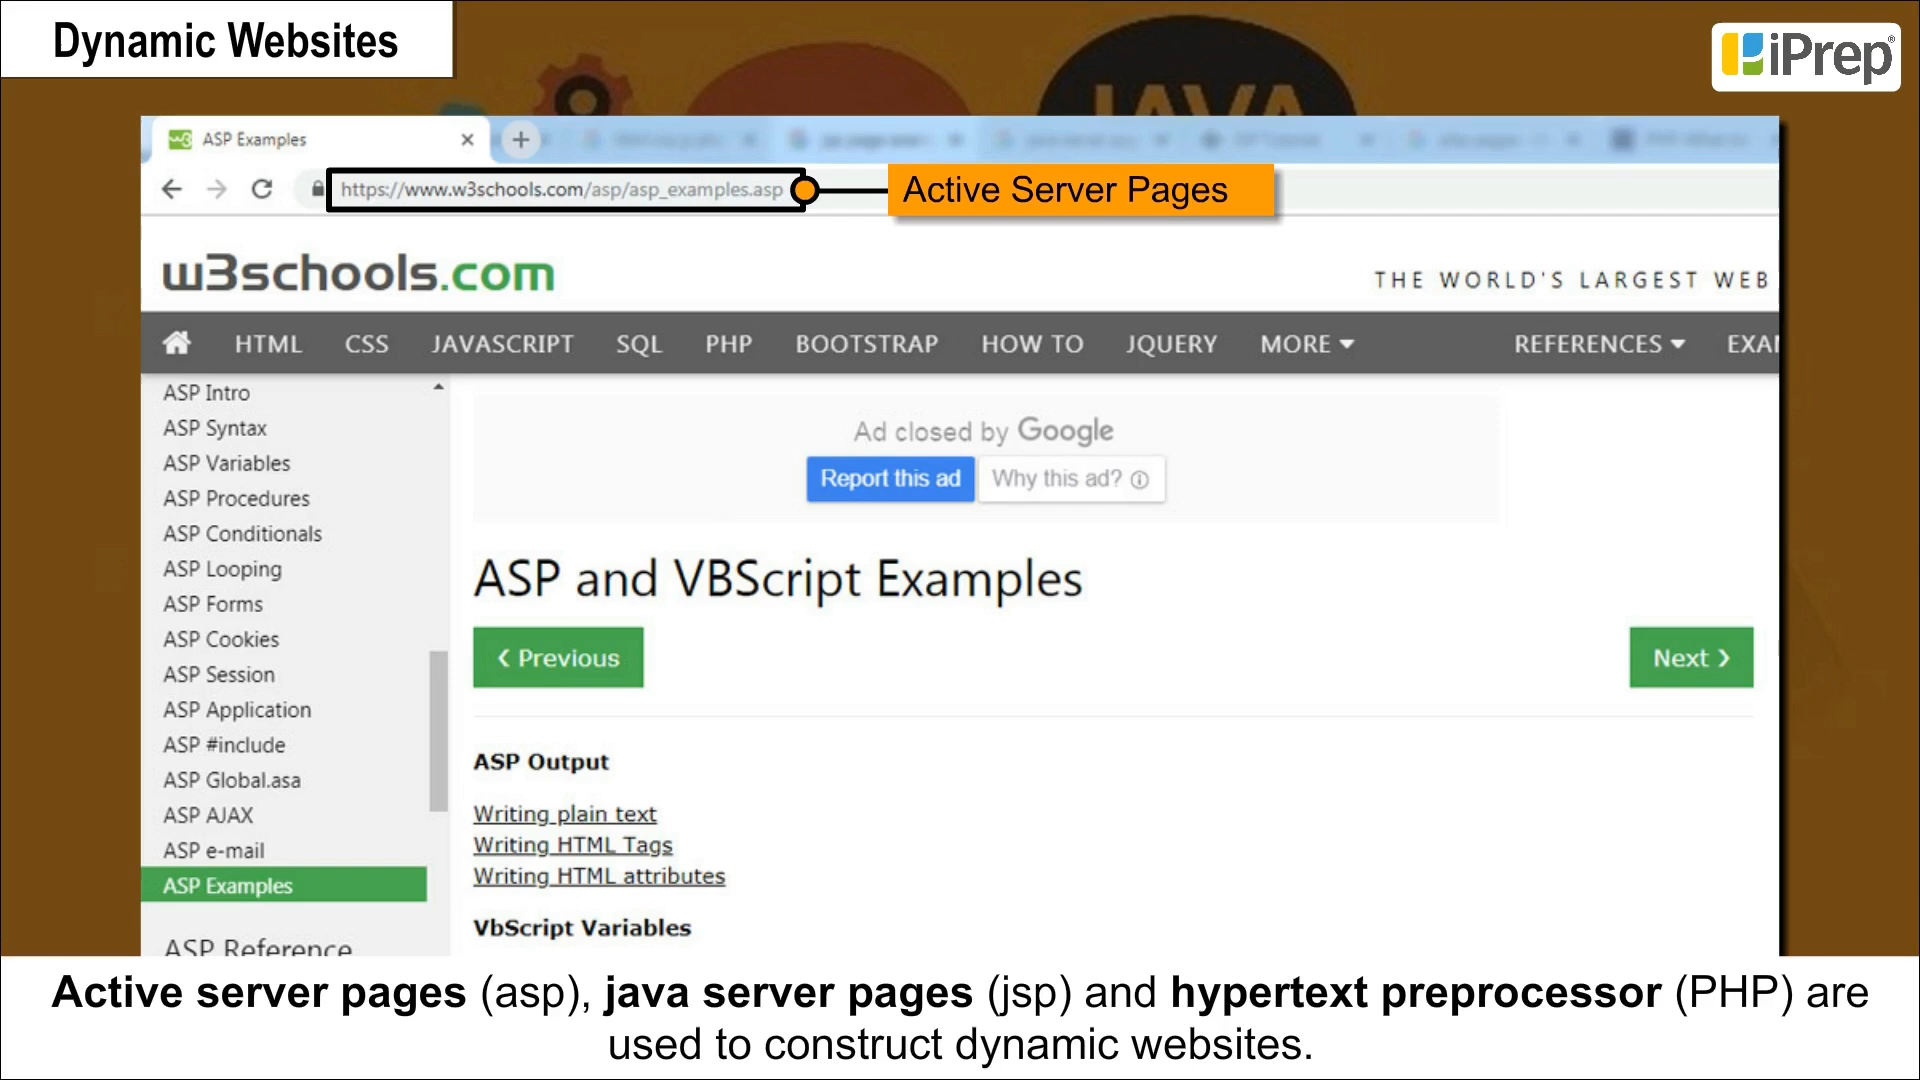 Dynamic Websites
iPrep®
JAVA
ASP Examples
https://www.w3schools.com/asp/asp_examples.asp
Active Server Pages
w3schools.com
THE WORLD'S LARGEST WEB
HTML CSS JAVASCRIPT SQL PHP BOOTSTRAP HOW TO JQUERY MORE REFERENCES EXA
ASP Intro
ASP Syntax
ASP Variables
ASP Procedures
ASP Conditionals
ASP Looping
ASP Forms
ASP Cookies
ASP Session
ASP Application
ASP #include
ASP Global.asa
ASP AJAX
ASP e-mail
ASP Examples
ASP Reference
Ad closed by Google
Report this ad Why this ad?
ASP and VBScript Examples
❮ Previous Next ❯
ASP Output
Writing plain text
Writing HTML Tags
Writing HTML attributes
VbScript Variables
Active server pages (asp), java server pages (jsp) and hypertext preprocessor (PHP) are
used to construct dynamic websites.